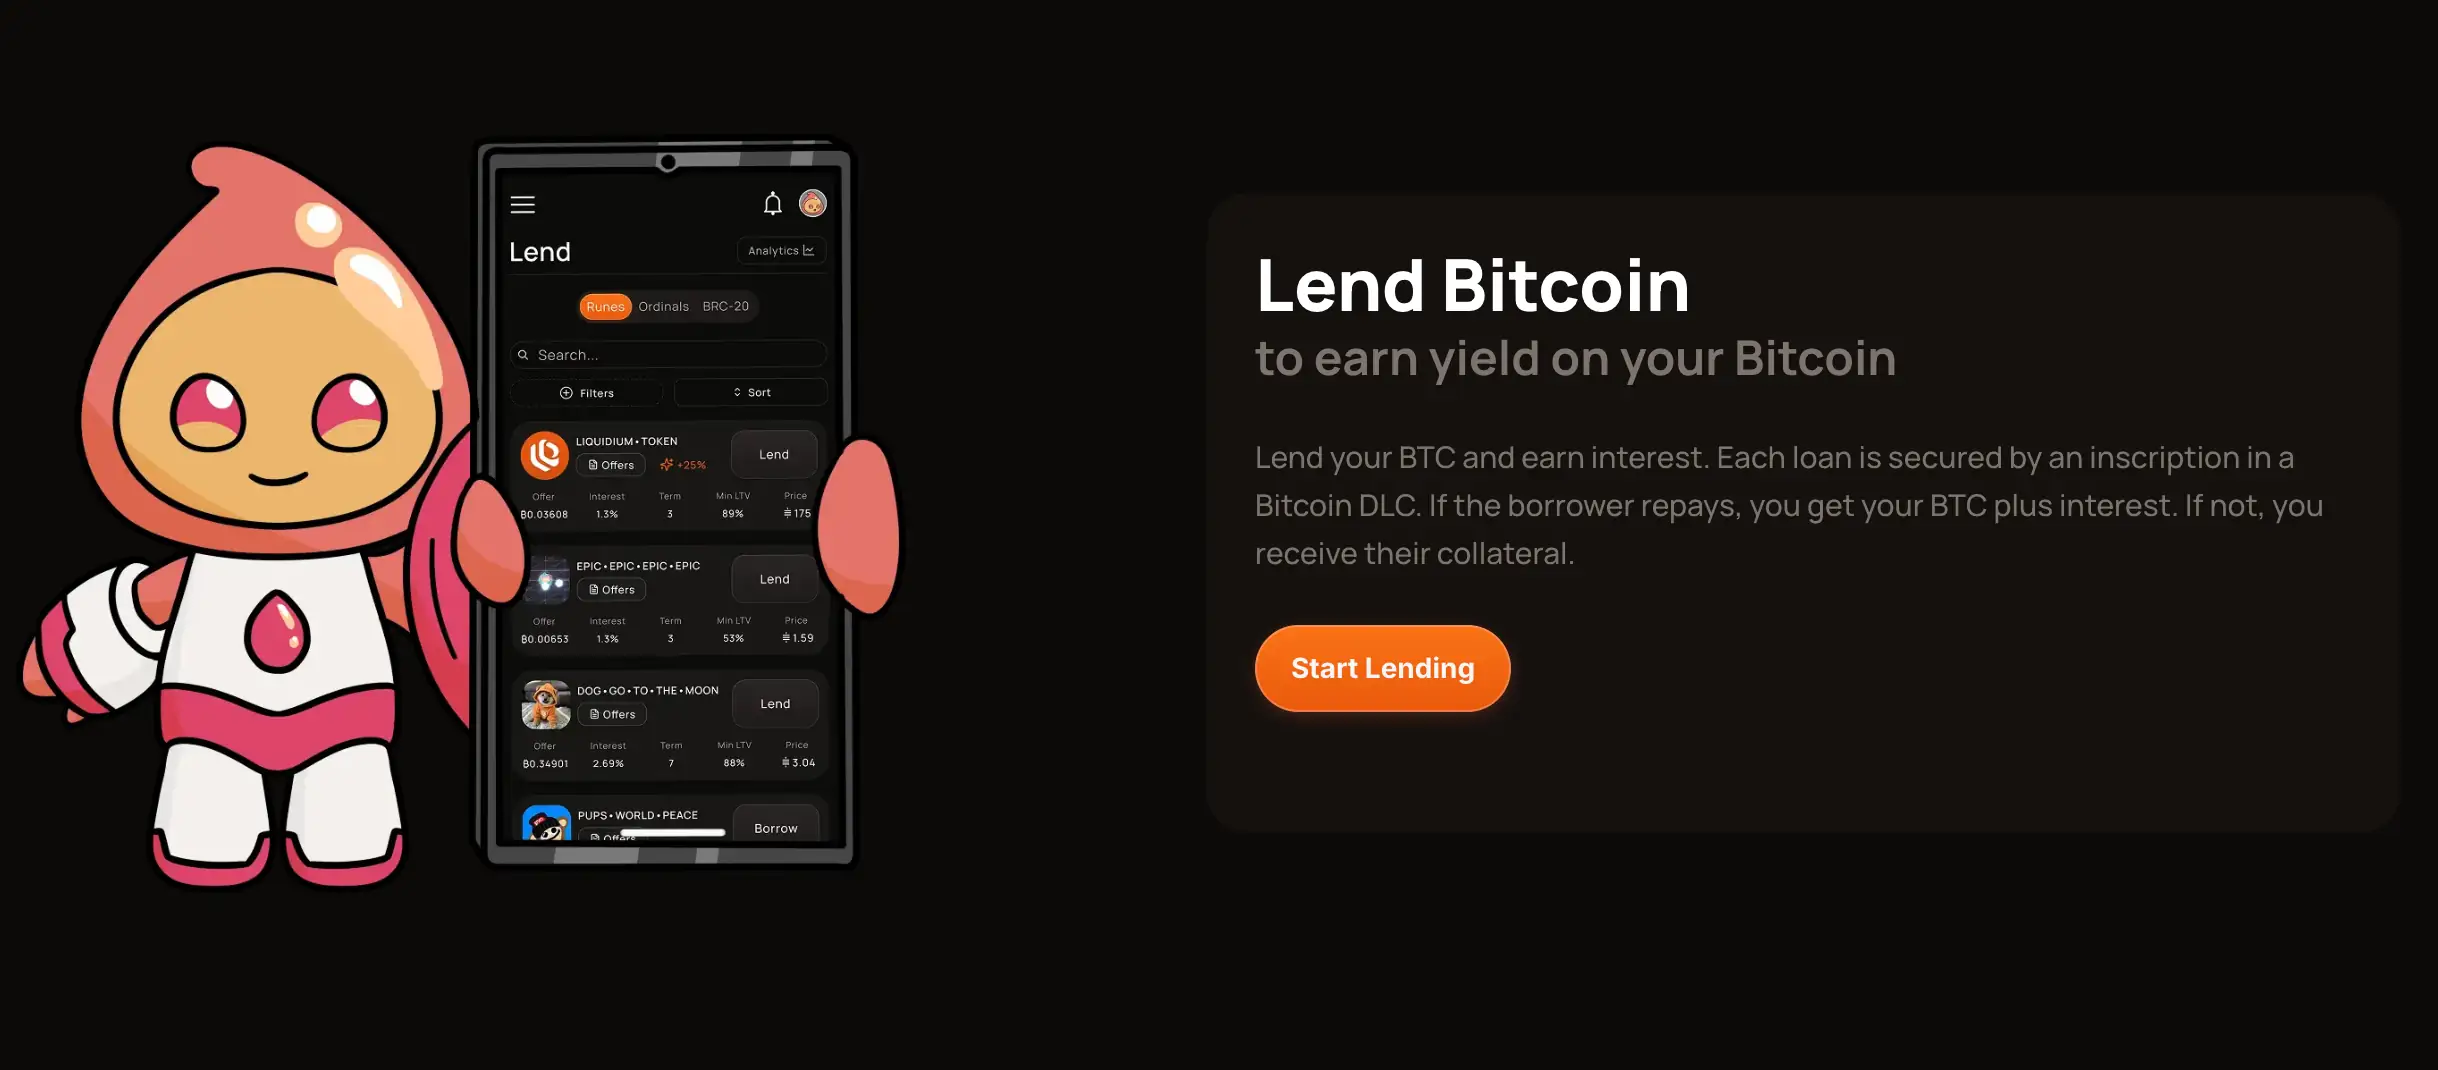 Lend
Analytics
Runes Ordinals BRC-20
Search...
Filters
Sort
LIQUIDIUM•TOKEN
Offers +25%
Lend
Offer Interest Term Min LTV Price
₿0.03608 1.3% 3 89% 175
EPIC•EPIC•EPIC•EPIC
Offers
Lend
Offer Interest Term Min LTV Price
₿0.00653 1.3% 3 53% 1.59
DOG•GO•TO•THE•MOON
Offers
Lend
Offer Interest Term Min LTV Price
₿0.34901 2.69% 7 88% 3.04
PUPS•WORLD•PEACE
Offers
Borrow
Lend Bitcoin
to earn yield on your Bitcoin
Lend your BTC and earn interest. Each loan is secured by an inscription in a
Bitcoin DLC. If the borrower repays, you get your BTC plus interest. If not, you
receive their collateral.
Start Lending